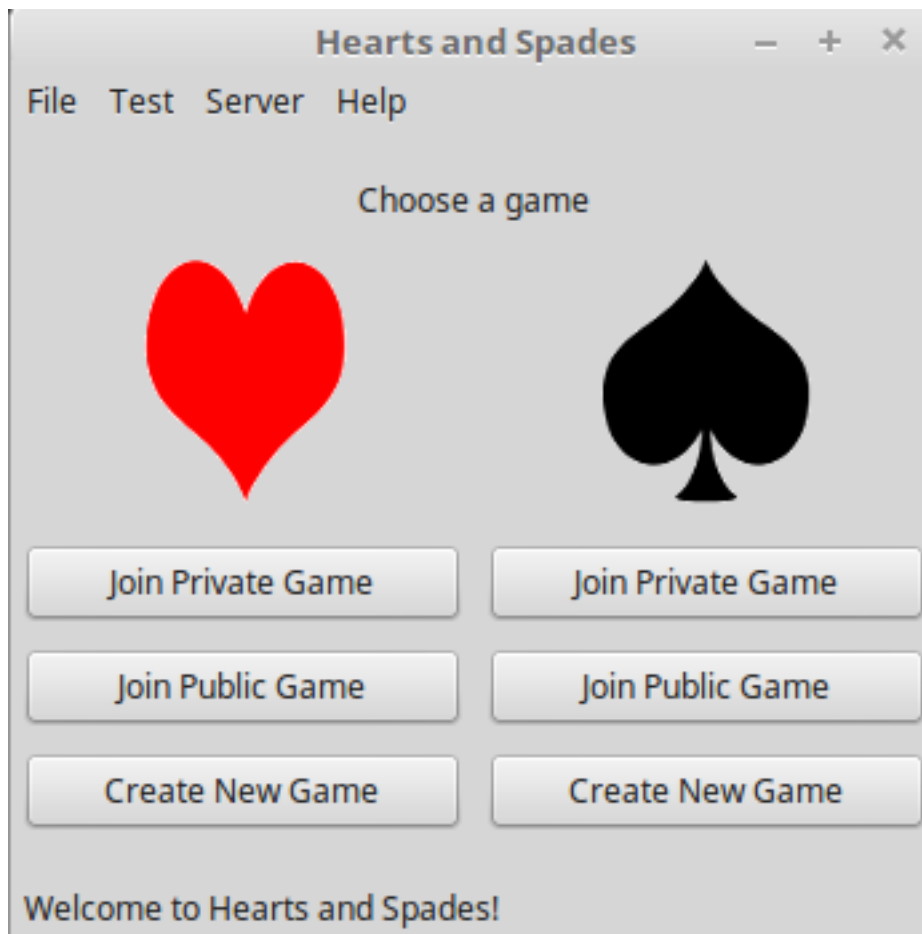 Hearts and Spades
File Test Server Help
Choose a game
Join Private Game Join Private Game
Join Public Game Join Public Game
Create New Game Create New Game
Welcome to Hearts and Spades!